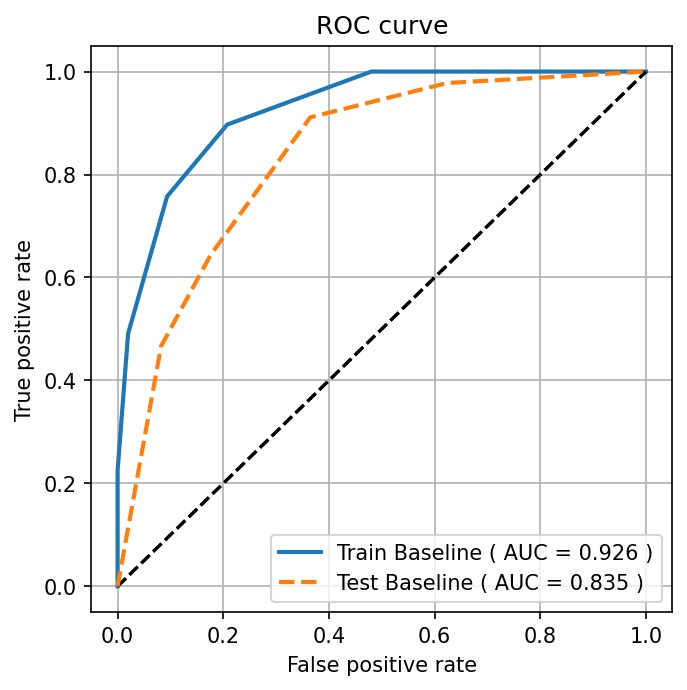 ROC curve
True positive rate
1.0
0.8
0.6
0.4
0.2
0.0
0.0 0.2 0.4 0.6 0.8 1.0
False positive rate
Train Baseline ( AUC = 0.926 )
Test Baseline ( AUC = 0.835 )